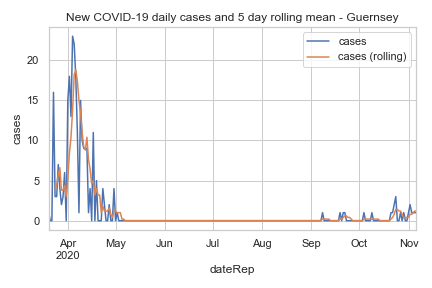 New COVID-19 daily cases and 5 day rolling mean - Guernsey
cases
cases (rolling)
20
15
10
5
0
cases
Apr May Jun Jul Aug Sep Oct Nov
2020
dateRep